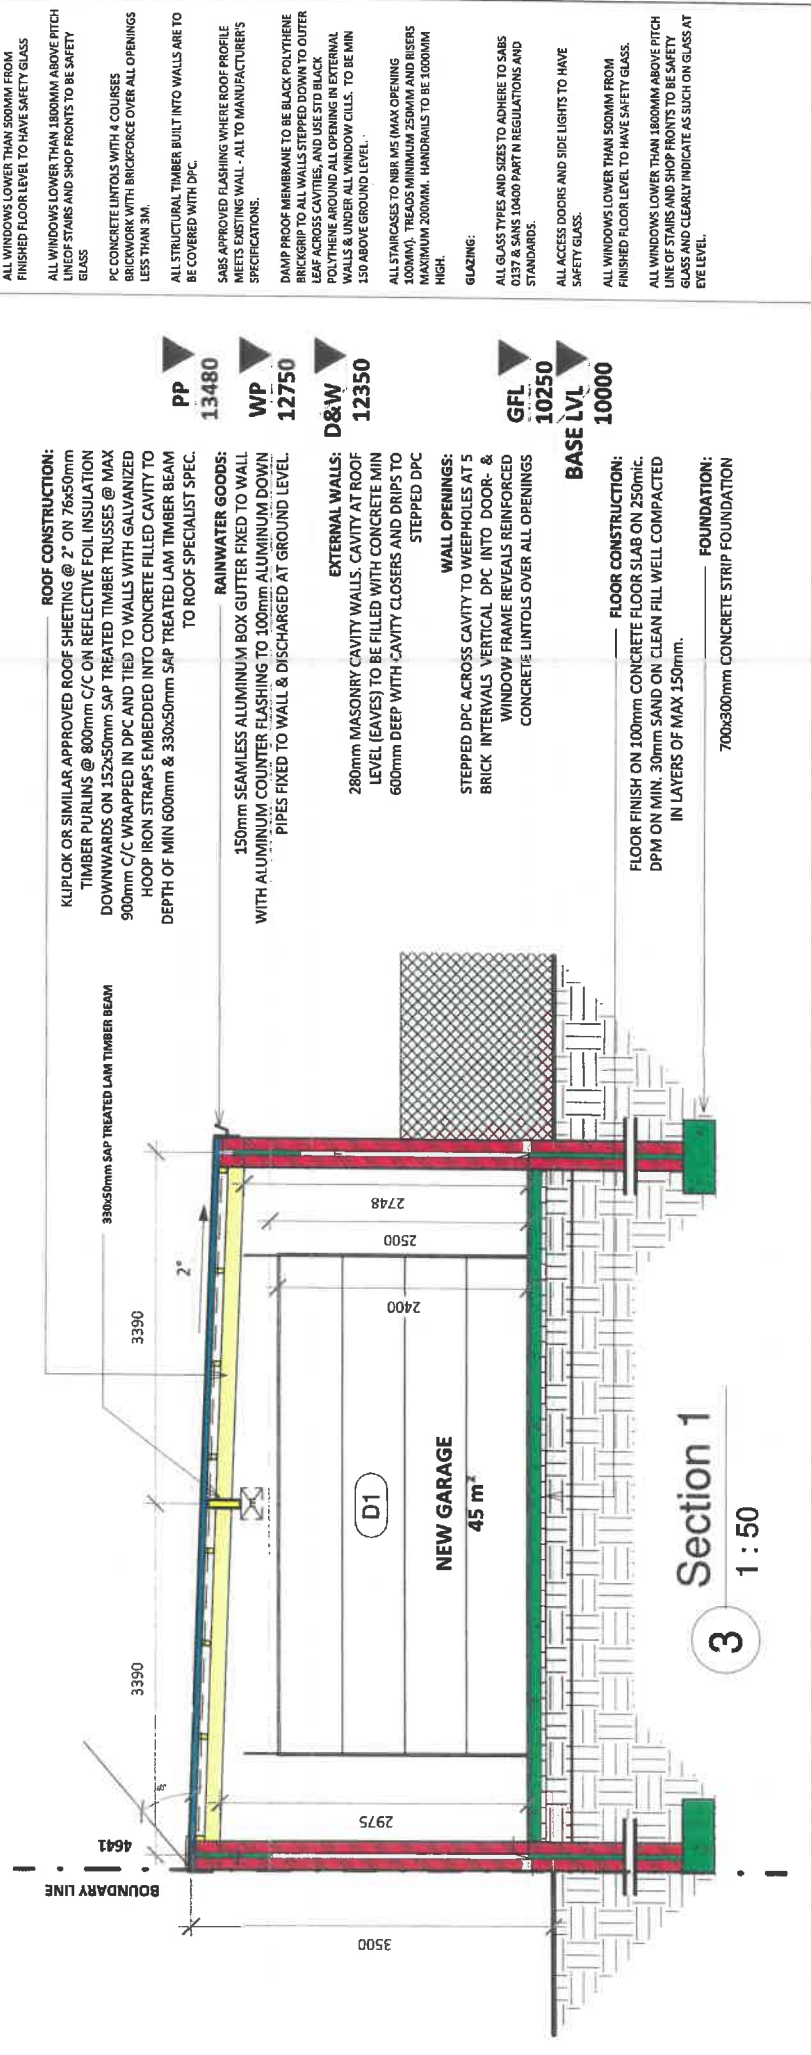 ALL WINDOWS LOWER THAN 500MM FROM
FINISHED FLOOR LEVEL TO HAVE SAFETY GLASS
ALL WINDOWS LOWER THAN 1800MM ABOVE PITCH
LINEOF STAIRS AND SHOP FRONTS TO BE SAFETY
GLASS
PC CONCRETE LINTOLS WITH 4 COURSES
BRICKWORK WITH BRICKFORCE OVER ALL OPENINGS
LESS THAN 3M.
ALL STRUCTURAL TIMBER BUILT INTO WALLS ARE TO
BE COVERED WITH DPC.
SABS APPROVED FLASHING WHERE ROOF PROFILE
MEETS EXISTING WALL - ALL TO MANUFACTURER'S
SPECIFICATIONS.
DAMP PROOF MEMBRANE TO BE BLACK POLYTHENE
BRICKGRIP TO ALL WALLS STEPPED DOWN TO OUTER
LEAF ACROSS CAVITIES, AND USE STD BLACK
POLYTHENE AROUND ALL OPENING IN EXTERNAL
WALLS & UNDER ALL WINDOW CILLS. TO BE MIN
150 ABOVE GROUND LEVEL.
ALL STAIRCASES TO NBR M5 (MAX OPENING
100MM). TREADS MINIMUM 250MM AND RISERS
MAXIMUM 200MM. HANDRAILS TO BE 1000MM
HIGH.
GLAZING:
ALL GLASS TYPES AND SIZES TO ADHERE TO SABS
0137 & SANS 10400 PART N REGULATIONS AND
STANDARDS.
ALL ACCESS DOORS AND SIDE LIGHTS TO HAVE
SAFETY GLASS.
ALL WINDOWS LOWER THAN 500MM FROM
FINISHED FLOOR LEVEL TO HAVE SAFETY GLASS.
ALL WINDOWS LOWER THAN 1800MM ABOVE PITCH
LINE OF STAIRS AND SHOP FRONTS TO BE SAFETY
GLASS AND CLEARLY INDICATE AS SUCH ON GLASS AT
EYE LEVEL.
PP
13480
WP
12750
D&W
12350
GFL
10250
BASE LVL
10000
ROOF CONSTRUCTION:
KLIPLOK OR SIMILAR APPROVED ROOF SHEETING @ 2° ON 76x50mm
TIMBER PURLINS @ 800mm C/C ON REFLECTIVE FOIL INSULATION
DOWNWARDS ON 152x50mm SAP TREATED TIMBER TRUSSES @ MAX
900mm C/C WRAPPED IN DPC AND TIED TO WALLS WITH GALVANIZED
HOOP IRON STRAPS EMBEDDED INTO CONCRETE FILLED CAVITY TO
DEPTH OF MIN 600mm & 330x50mm SAP TREATED LAM TIMBER BEAM
TO ROOF SPECIALIST SPEC.
RAINWATER GOODS:
150mm SEAMLESS ALUMINUM BOX GUTTER FIXED TO WALL
WITH ALUMINUM COUNTER FLASHING TO 100mm ALUMINUM DOWN
PIPES FIXED TO WALL & DISCHARGED AT GROUND LEVEL.
EXTERNAL WALLS:
280mm MASONRY CAVITY WALLS. CAVITY AT ROOF
LEVEL (EAVES) TO BE FILLED WITH CONCRETE MIN
600mm DEEP WITH CAVITY CLOSERS AND DRIPS TO
STEPPED DPC
WALL OPENINGS:
STEPPED DPC ACROSS CAVITY TO WEEPHOLES AT 5
BRICK INTERVALS VERTICAL DPC INTO DOOR- &
WINDOW FRAME REVEALS REINFORCED
CONCRETE LINTOLS OVER ALL OPENINGS
FLOOR CONSTRUCTION:
FLOOR FINISH ON 100mm CONCRETE FLOOR SLAB ON 250mic.
DPM ON MIN. 30mm SAND ON CLEAN FILL WELL COMPACTED
IN LAYERS OF MAX 150mm.
FOUNDATION:
700x300mm CONCRETE STRIP FOUNDATION
330x50mm SAP TREATED LAM TIMBER BEAM
3390
3390
2°
2748
2500
2400
2975
3500
4641
BOUNDARY LINE
D1
NEW GARAGE
45 m²
3
Section 1
1 : 50